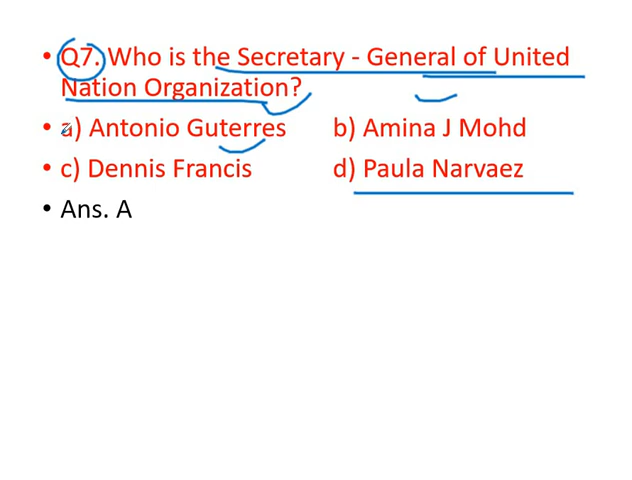 • Q7. Who is the Secretary - General of United
Nation Organization?
• a) Antonio Guterres b) Amina J Mohd
• c) Dennis Francis d) Paula Narvaez
• Ans. A